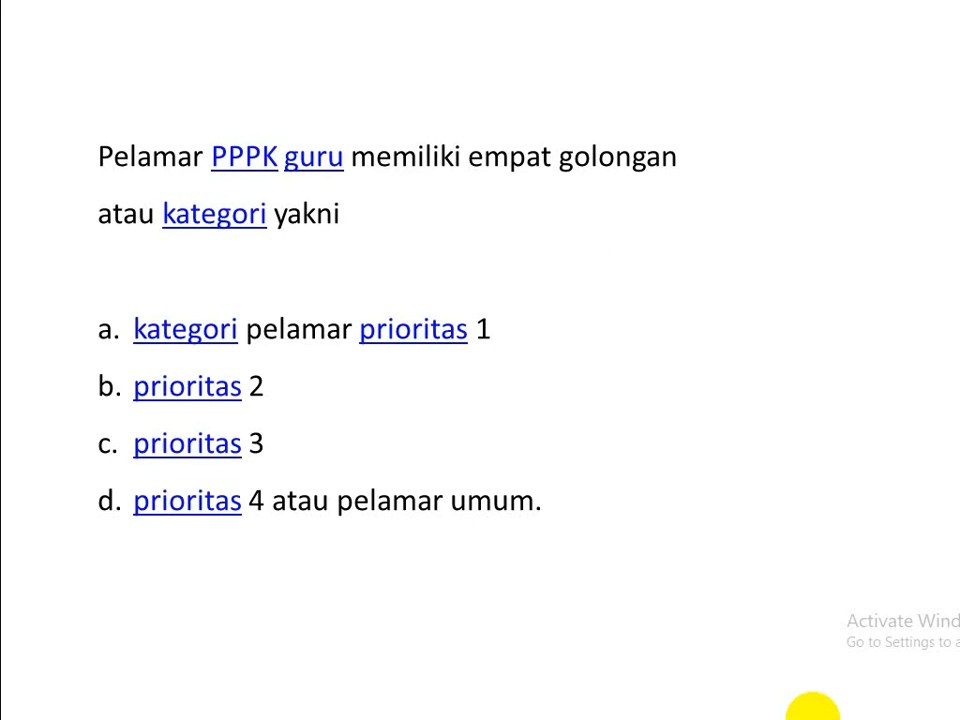 Pelamar PPPK guru memiliki empat golongan
atau kategori yakni
a. kategori pelamar prioritas 1
b. prioritas 2
c. prioritas 3
d. prioritas 4 atau pelamar umum.
Activate Wind
Go to Settings to a